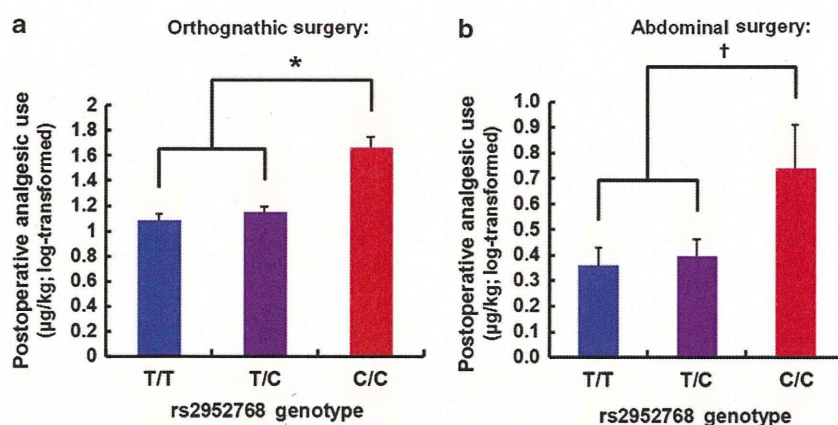 a
Orthognathic surgery:
*
Postoperative analgesic use
(µg/kg; log-transformed)
2
1.8
1.6
1.4
1.2
1
0.8
0.6
0.4
0.2
0
T/T T/C C/C
rs2952768 genotype
b
Abdominal surgery:
†
Postoperative analgesic use
(µg/kg; log-transformed)
1.0
0.9
0.8
0.7
0.6
0.5
0.4
0.3
0.2
0.1
0.0
T/T T/C C/C
rs2952768 genotype